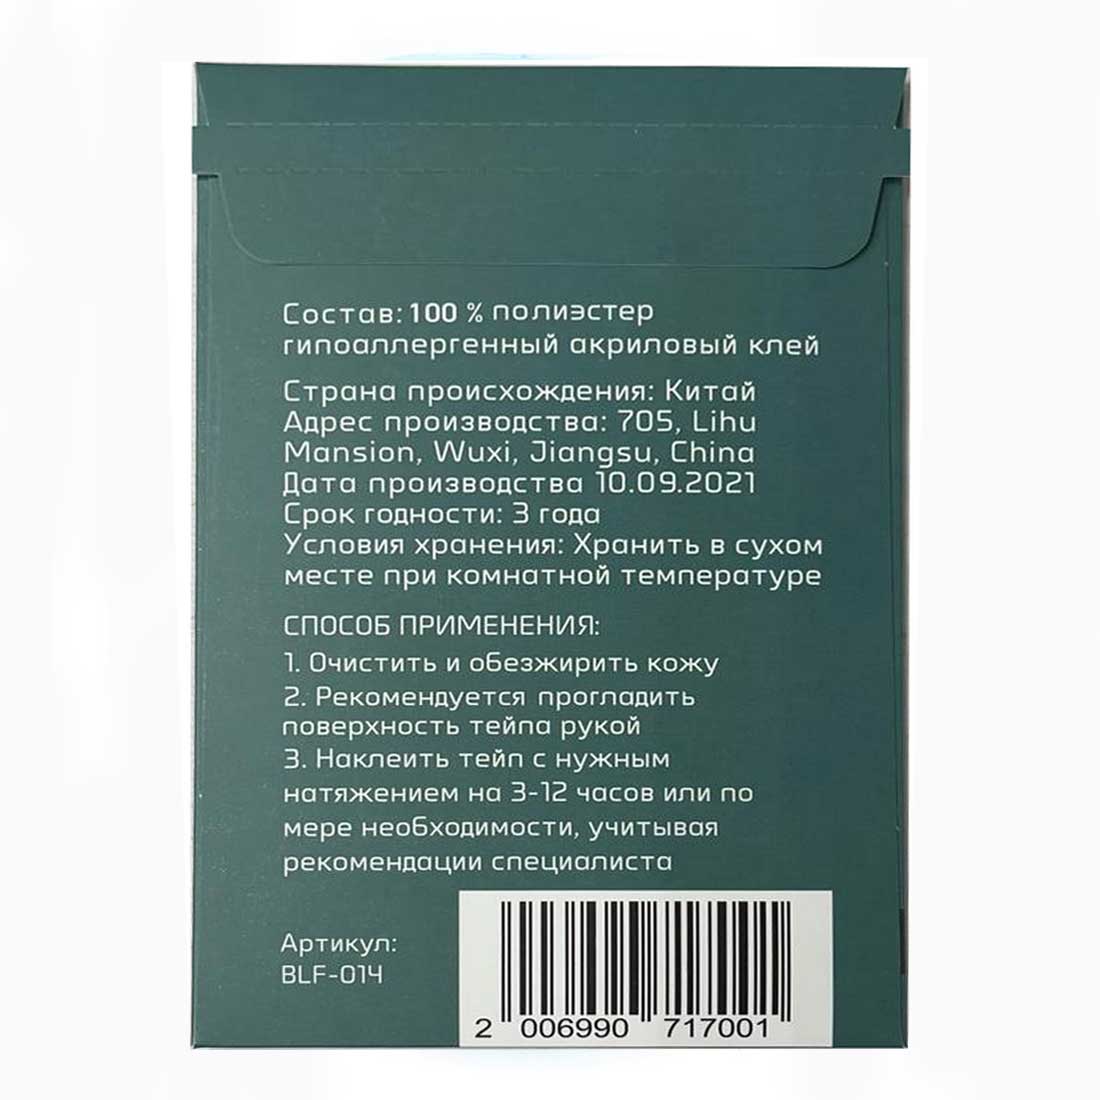 Состав: 100 % полиэстер
гипоаллергенный акриловый клей
Страна происхождения: Китай
Адрес производства: 705, Lihu
Mansion, Wuxi, Jiangsu, China
Дата производства 10.09.2021
Срок годности: 3 года
Условия хранения: Хранить в сухом
месте при комнатной температуре
СПОСОБ ПРИМЕНЕНИЯ:
1. Очистить и обезжирить кожу
2. Рекомендуется прогладить
поверхность тейпа рукой
3. Наклеить тейп с нужным
натяжением на 3-12 часов или по
мере необходимости, учитывая
рекомендации специалиста
Артикул:
BLF-014
2 006990 717001